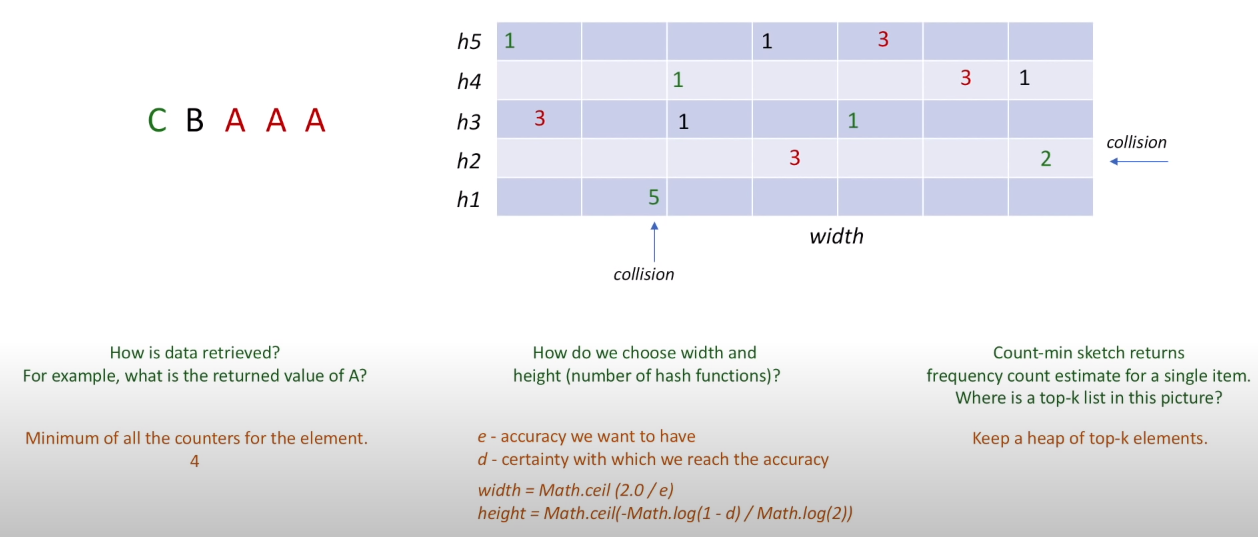 C B A A A
h5 1 1 3
h4 1 3 1
h3 3 1 1
h2 3 2
h1 5
collision
width
collision
How is data retrieved?
For example, what is the returned value of A?
Minimum of all the counters for the element.
4
How do we choose width and
height (number of hash functions)?
e - accuracy we want to have
d - certainty with which we reach the accuracy
width = Math.ceil (2.0 / e)
height = Math.ceil(-Math.log(1 - d) / Math.log(2))
Count-min sketch returns
frequency count estimate for a single item.
Where is a top-k list in this picture?
Keep a heap of top-k elements.